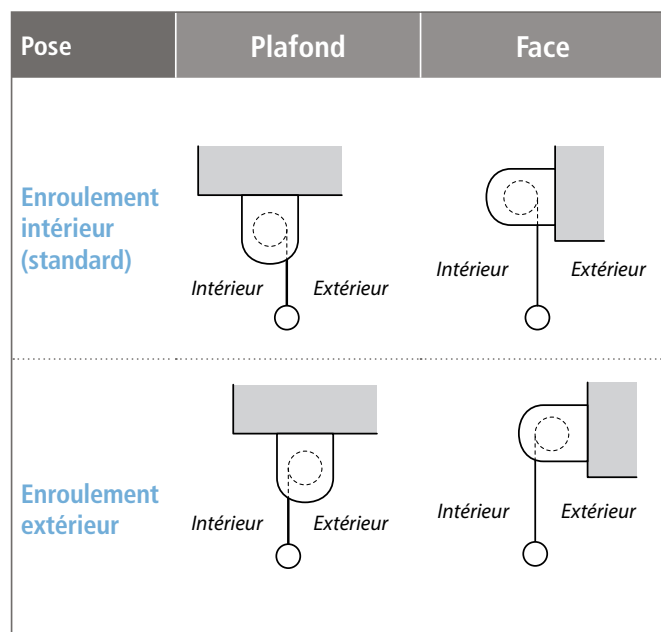 Pose Plafond Face
Enroulement
intérieur
(standard)
Intérieur Extérieur Intérieur Extérieur
Enroulement
extérieur
Intérieur Extérieur Intérieur Extérieur